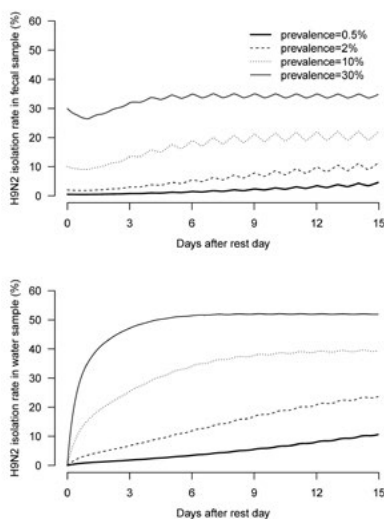 H9N2 isolation rate in fecal sample (%)
60
50
40
30
20
10
0
prevalence=0.5%
prevalence=2%
prevalence=10%
prevalence=30%
0 3 6 9 12 15
Days after rest day
H9N2 isolation rate in water sample (%)
60
50
40
30
20
10
0
0 3 6 9 12 15
Days after rest day